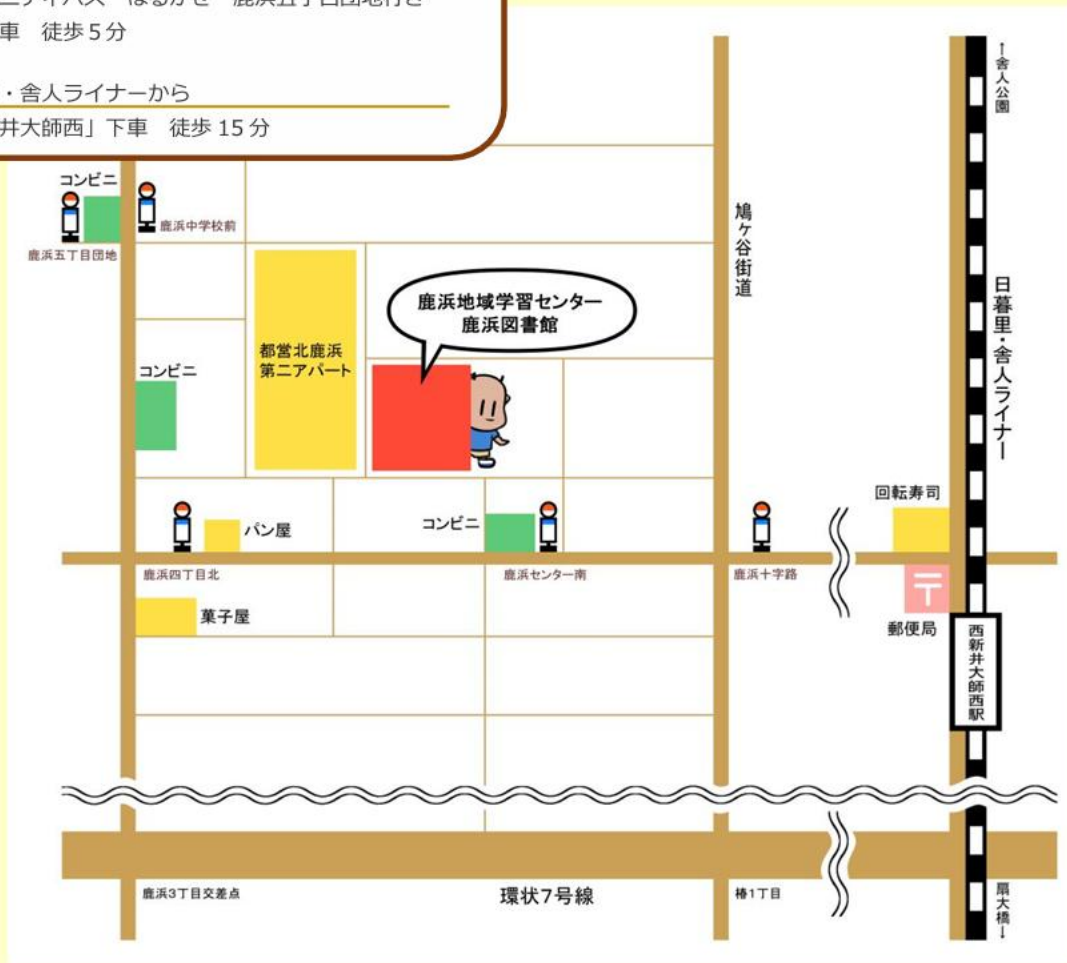 車 徒歩5分
・舎人ライナーから
井大師西」下車 徒歩 15 分
↑舎人公園
コンビニ
鹿浜中学校前
鹿浜五丁目団地
鳩ヶ谷街道
日暮里・舎人ライナー
鹿浜地域学習センター
鹿浜図書館
都営北鹿浜
第二アパート
コンビニ
回転寿司
パン屋
コンビニ
鹿浜四丁目北
鹿浜センター南
鹿浜十字路
菓子屋
〒
郵便局
西新井大師西駅
鹿浜3丁目交差点
環状7号線
椿1丁目
扇大橋↓